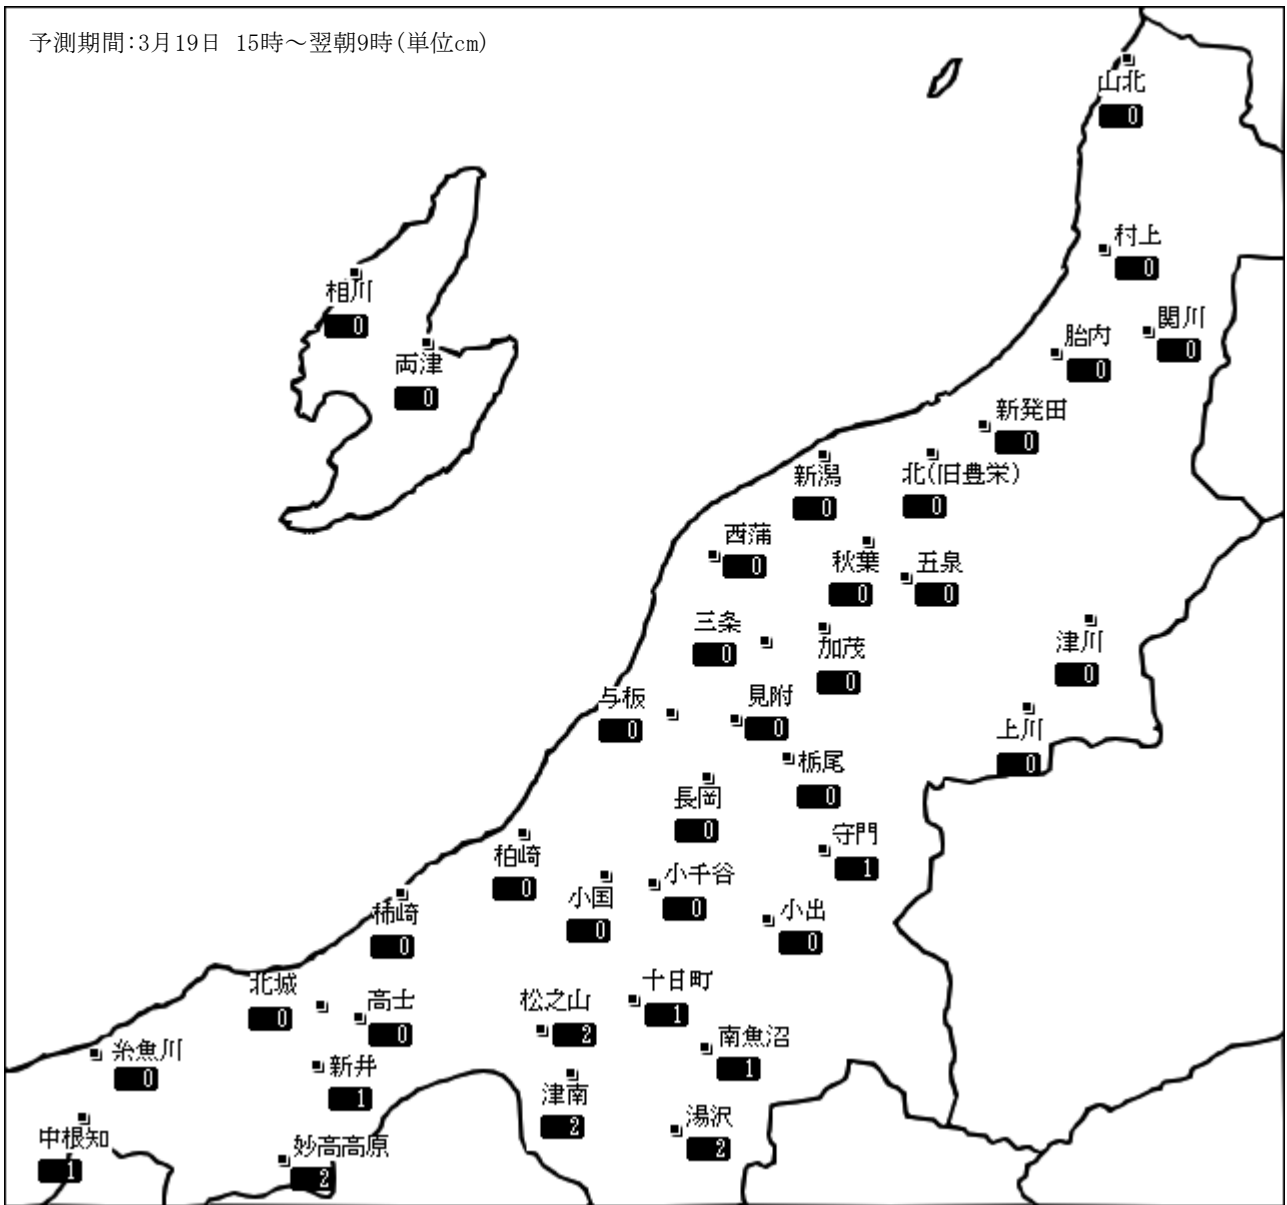 予測期間:3月19日 15時～翌朝9時(単位cm)
山北
0
村上
0
関川
0
胎内
0
新発田
0
相川
0
両津
0
新潟
0
北(旧豊栄)
0
西蒲
0
秋葉
0
五泉
0
三条
0
加茂
0
津川
0
与板
0
見附
0
上川
0
栃尾
0
長岡
0
守門
1
柏崎
0
小国
0
小千谷
0
小出
0
柿崎
0
北城
0
高士
0
松之山
2
十日町
1
南魚沼
1
糸魚川
0
新井
1
津南
2
湯沢
2
中根知
1
妙高高原
2